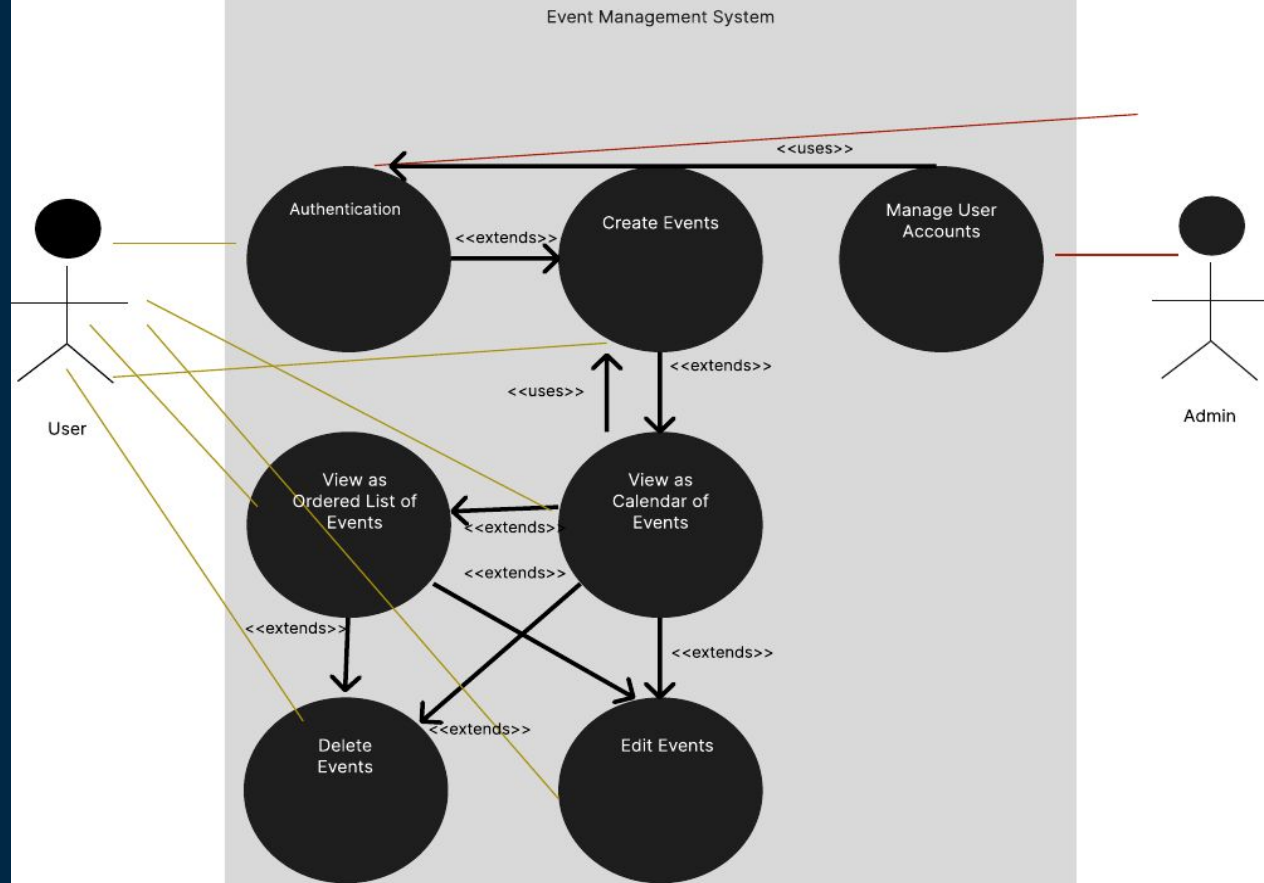 Event Management System
<<uses>>
Authentication
Create Events
Manage User
Accounts
<<extends>>
<<extends>>
<<uses>>
User
Admin
View as
Ordered List of
Events
View as
Calendar of
Events
<<extends>>
<<extends>>
<<extends>>
<<extends>>
<<extends>>
Delete
Events
Edit Events